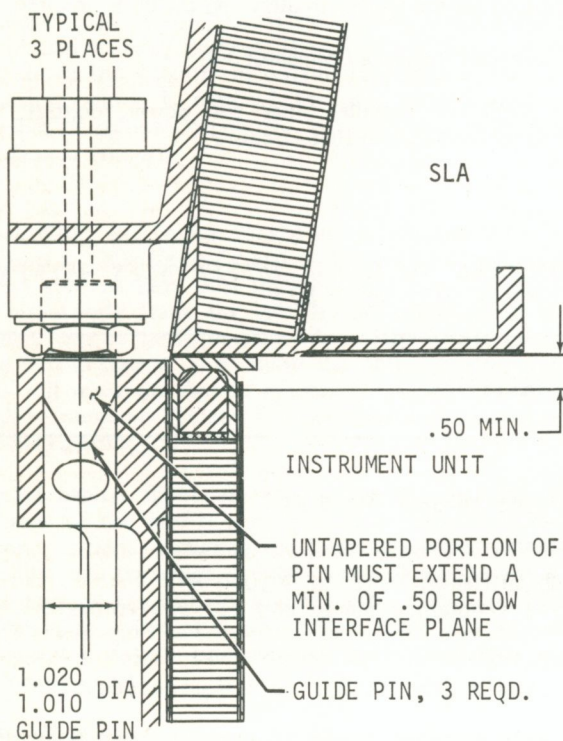 TYPICAL
3 PLACES
SLA
.50 MIN.
INSTRUMENT UNIT
UNTAPERED PORTION OF
PIN MUST EXTEND A
MIN. OF .50 BELOW
INTERFACE PLANE
1.020
1.010 DIA
GUIDE PIN
GUIDE PIN, 3 REQD.